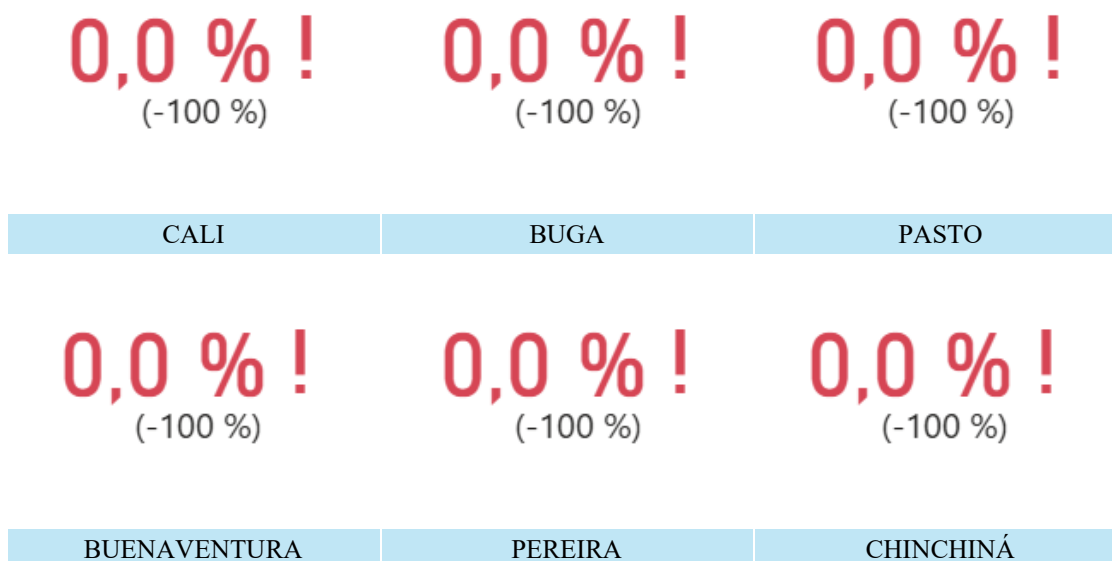 0,0 % ! 0,0 % ! 0,0 % !
(-100 %) (-100 %) (-100 %)
CALI BUGA PASTO
0,0 % ! 0,0 % ! 0,0 % !
(-100 %) (-100 %) (-100 %)
BUENAVENTURA PEREIRA CHINCHINÁ